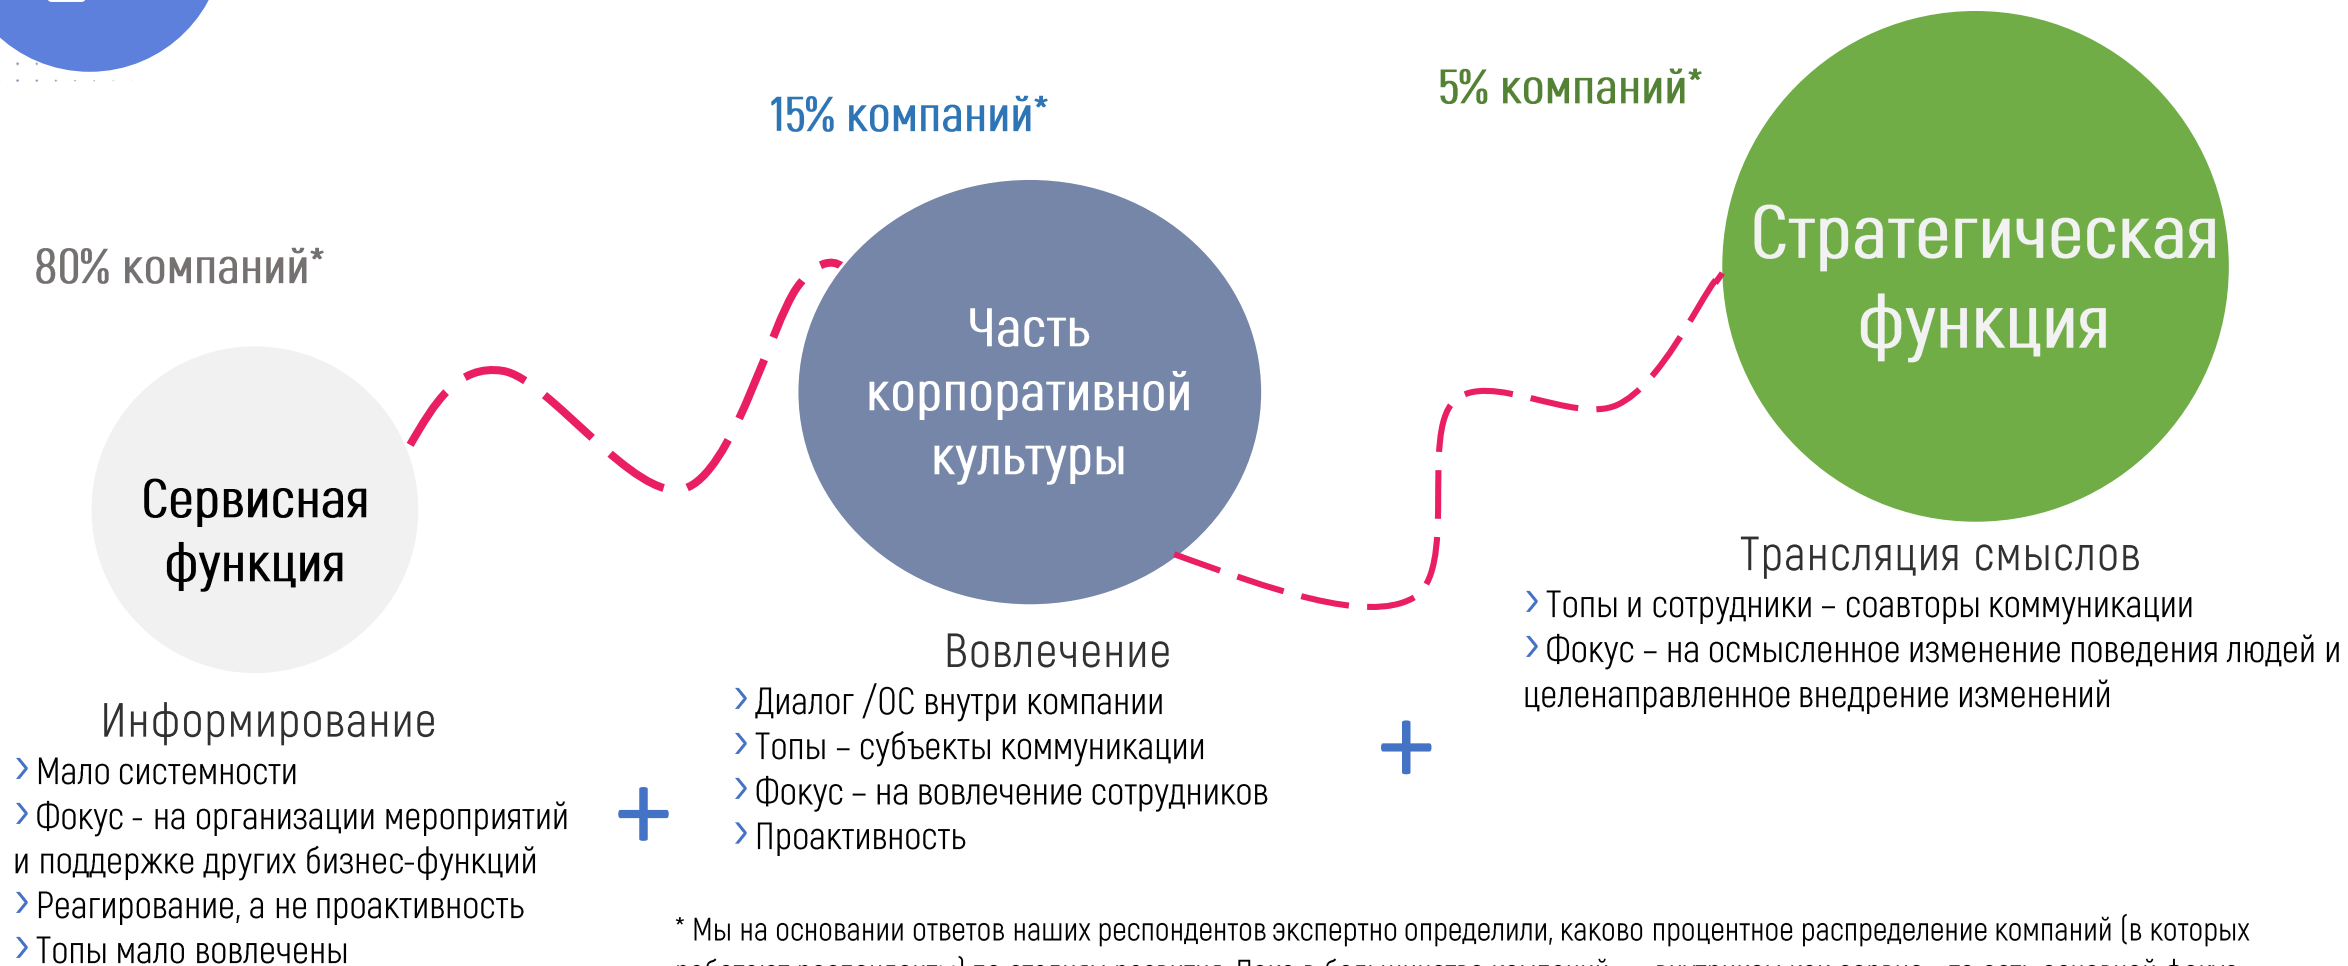 80% компаний*
Сервисная
функция
Информирование
› Мало системности
› Фокус - на организации мероприятий
и поддержке других бизнес-функций
› Реагирование, а не проактивность
› Топы мало вовлечены
+
15% компаний*
Часть
корпоративной
культуры
Вовлечение
› Диалог /ОС внутри компании
› Топы – субъекты коммуникации
› Фокус – на вовлечение сотрудников
› Проактивность
+
5% компаний*
Стратегическая
функция
Трансляция смыслов
› Топы и сотрудники – соавторы коммуникации
› Фокус – на осмысленное изменение поведения людей и
целенаправленное внедрение изменений
* Мы на основании ответов наших респондентов экспертно определили, каково процентное распределение компаний (в которых